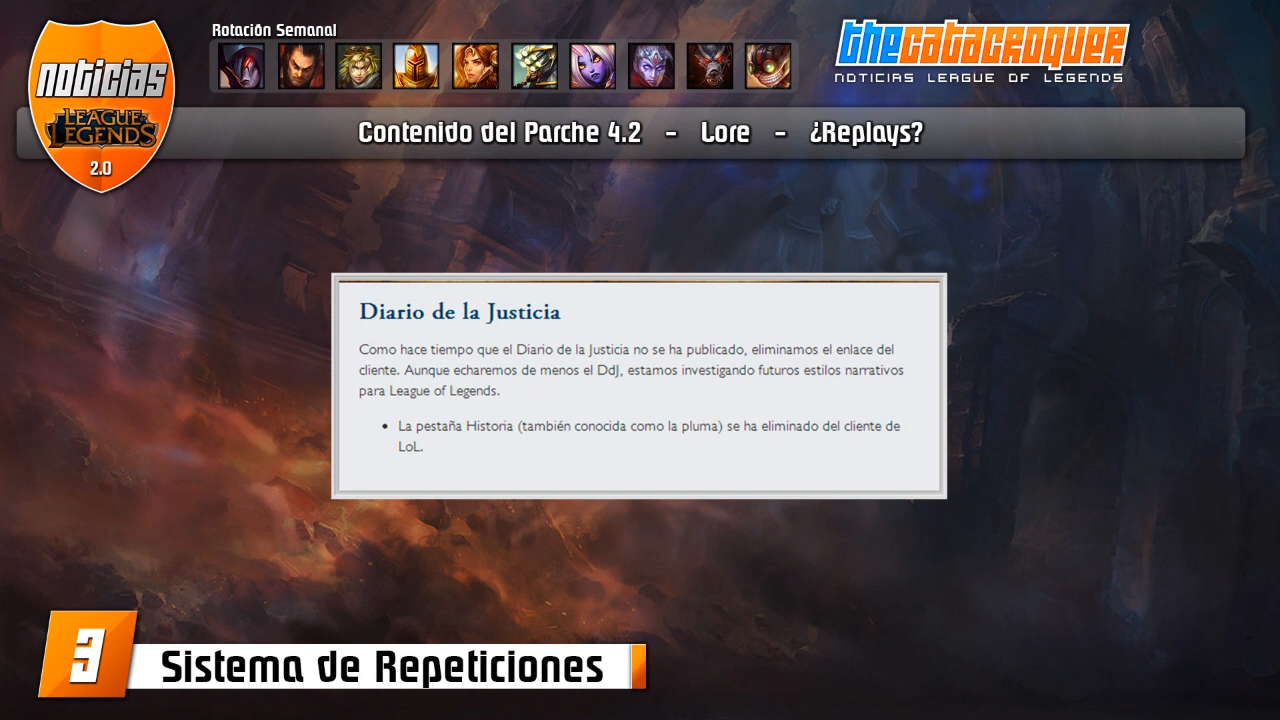 Rotación Semanal
noticias
LEAGUE OF LEGENDS
2.0
thecatacroquer
NOTICIAS LEAGUE OF LEGENDS
Contenido del Parche 4.2 - Lore - ¿Replays?
Diario de la Justicia
Como hace tiempo que el Diario de la Justicia no se ha publicado, eliminamos el enlace del
cliente. Aunque echaremos de menos el DdJ, estamos investigando futuros estilos narrativos
para League of Legends.
• La pestaña Historia (también conocida como la pluma) se ha eliminado del cliente de
LoL.
3
Sistema de Repeticiones